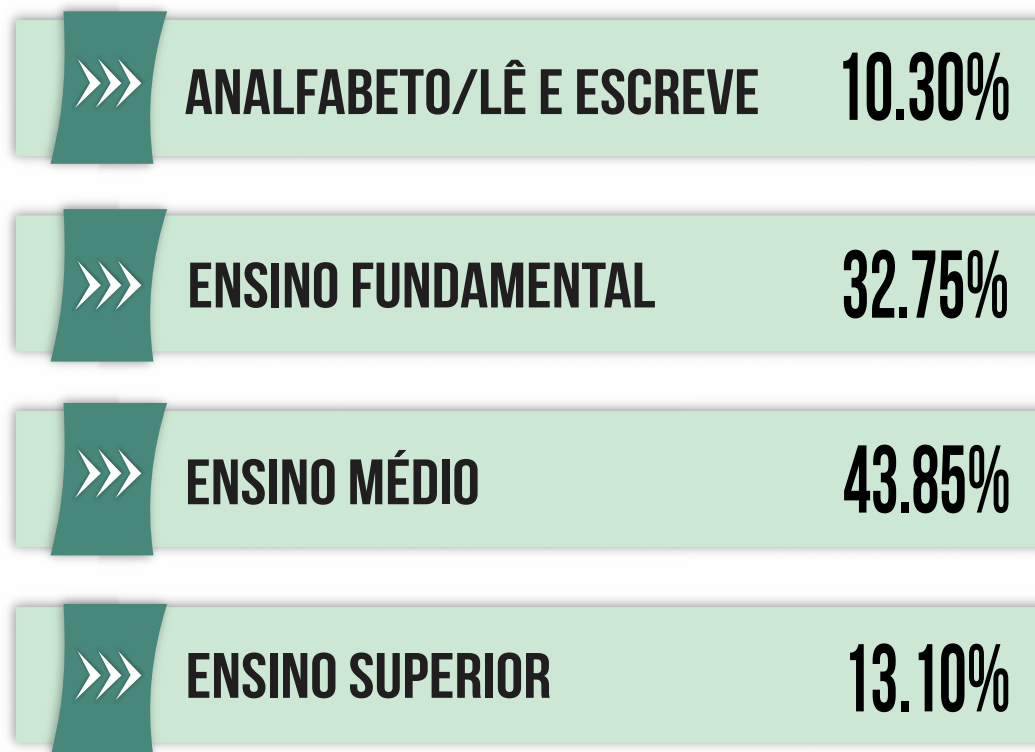 ANALFABETO/LÊ E ESCREVE 10.30%
ENSINO FUNDAMENTAL 32.75%
ENSINO MÉDIO 43.85%
ENSINO SUPERIOR 13.10%